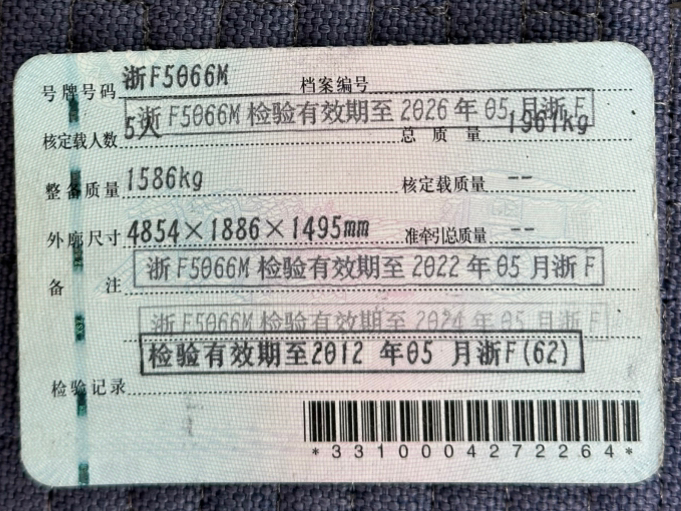 号牌号码 浙F5066M 档案编号
浙F5066M检验有效期至2026年05月浙F
核定载人数 5人 总质量 1961kg
整备质量 1586kg 核定载质量 --
外廓尺寸 4854×1886×1495mm 准牵引总质量 --
浙F5066M检验有效期至2022年05月浙F
备注
浙F5066M检验有效期至2024年05月浙F
检验有效期至2012 年05 月浙F(62)
检验记录
*3310004272264*